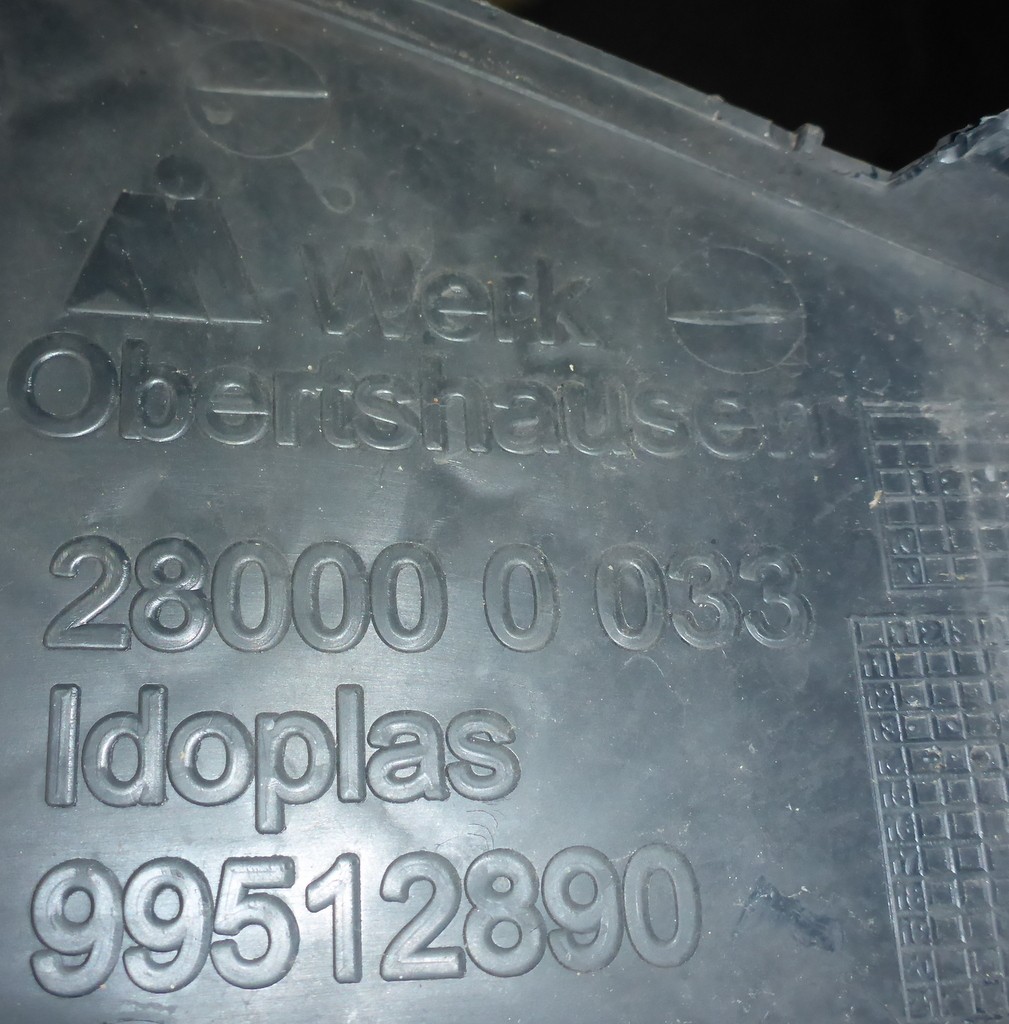 Werk
Obertshausen
28000 0 033
Idoplas
99512890